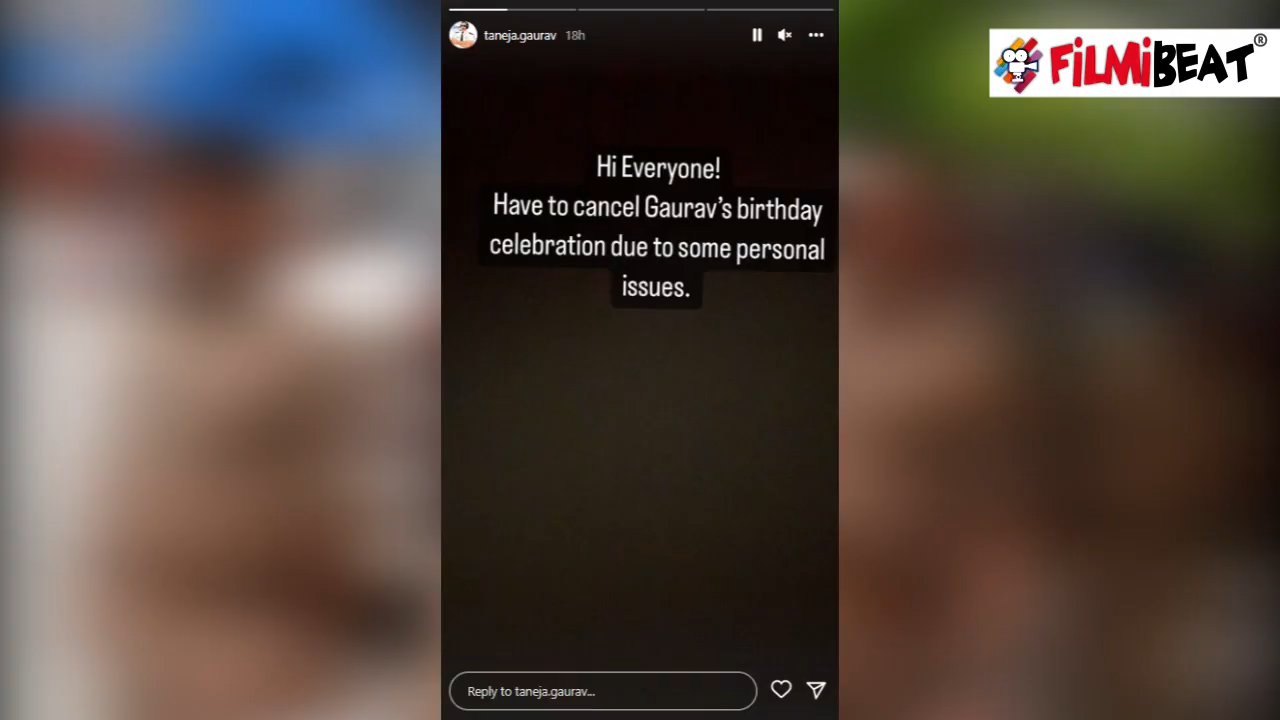 taneja.gaurav 18h
FiLMiBEAT®
Hi Everyone!
Have to cancel Gaurav's birthday
celebration due to some personal
issues.
Reply to taneja.gaurav...